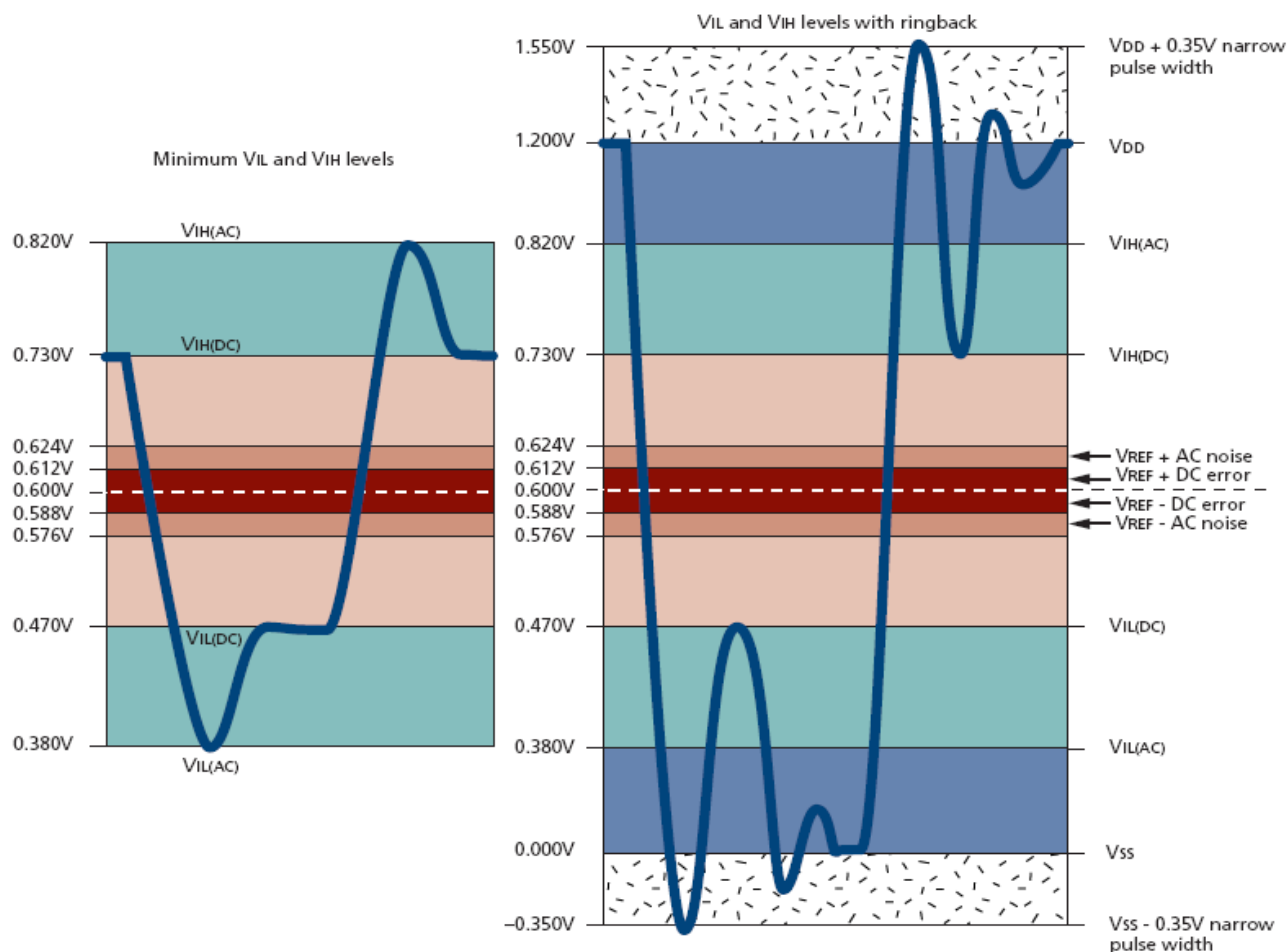 VIL and VIH levels with ringback
1.550V
VDD + 0.35V narrow
pulse width
1.200V
VDD
Minimum VIL and VIH levels
0.820V
VIH(AC)
0.820V
VIH(AC)
0.730V
VIH(DC)
0.730V
VIH(DC)
0.624V
0.612V
0.600V
0.588V
0.576V
0.624V
0.612V
0.600V
0.588V
0.576V
VREF + AC noise
VREF + DC error
VREF - DC error
VREF - AC noise
0.470V
VIL(DC)
0.470V
VIL(DC)
0.380V
VIL(AC)
0.380V
VIL(AC)
0.000V
VSS
–0.350V
VSS - 0.35V narrow
pulse width